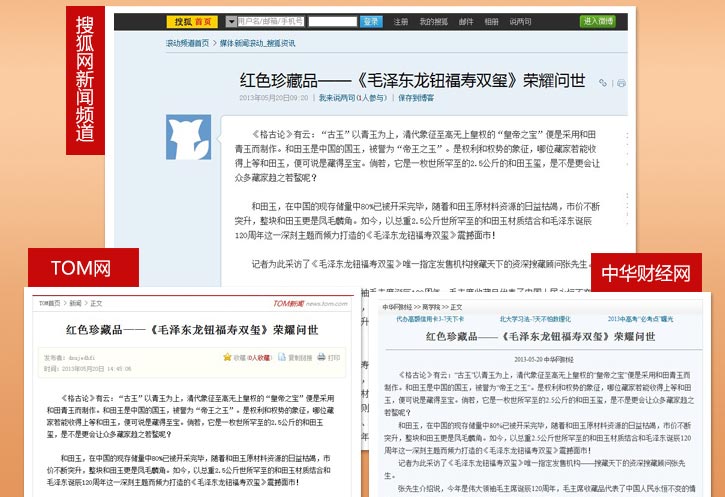 搜狐网新闻频道
搜狐 首页
用户名/邮箱/手机号
登录
注册 我的搜狐 邮件 相册 说两句
进入微博
滚动频道首页 > 媒体新闻滚动_搜狐资讯
红色珍藏品——《毛泽东龙钮福寿双玺》荣耀问世
2013年05月20日09:20 | 我来说两句(1人参与) | 保存到博客
《格古论》有云:“古玉”以青玉为上,清代象征至高无上皇权的“皇帝之宝”便是采用和田
青玉而制作。和田玉是中国的国玉,被誉为“帝王之王”。是权利和权势的象征,哪位藏家若能收
得上等和田玉,便可说是藏得至宝。倘若,它是一枚世所罕至的2.5公斤的和田玉玺,是不是更会让
众多藏家趋之若鹜呢?
和田玉,在中国的现存储量中80%已被开采完毕,随着和田玉原材料资源的日益枯竭,市价不断
突升,整块和田玉更是凤毛麟角。如今,以总重2.5公斤世所罕至的和田玉材质结合和毛泽东诞辰
120周年这一深刻主题而倾力打造的《毛泽东龙钮福寿双玺》震撼面市!
记者为此采访了《毛泽东龙钮福寿双玺》唯一指定发售机构搜藏天下的资深搜藏顾问张先生。
TOM网
TOM首页 > 新闻 > 正文
TOM新闻 news.tom.com
红色珍藏品——《毛泽东龙钮福寿双玺》荣耀问世
收藏(0人收藏) 复制链接 打印
时间:2013年05月20日 14:45:06
《格古论》有云:“古玉”以青玉为上,清代象征至高无上皇权的“皇帝之宝”便是采用
和田青玉而制作。和田玉是中国的国玉,被誉为“帝王之王”。是权利和权势的象征,哪位藏
家若能收得上等和田玉,便可说是藏得至宝。倘若,它是一枚世所罕至的2.5公斤的和田玉
玺,是不是更会让众多藏家趋之若鹜呢?
和田玉,在中国的现存储量中80%已被开采完毕,随着和田玉原材料资源的日益枯竭,市
价不断突升,整块和田玉更是凤毛麟角。如今,以总重2.5公斤世所罕至的和田玉材质结合和
毛泽东诞辰120周年这一深刻主题而倾力打造的《毛泽东龙钮福寿双玺》震撼面市!
中华财经网
中华网财经 >> 商学院 >> 正文
代办高额信用卡3-7天下卡 北大学习法-7天不怕数理化 2013中高考“必考点”曝光
红色珍藏品——《毛泽东龙钮福寿双玺》荣耀问世
2013-05-20 中华网财经
《格古论》有云:“古玉”以青玉为上,清代象征至高无上皇权的“皇帝之宝”便是采用和田青玉而制
作。和田玉是中国的国玉,被誉为“帝王之王”。是权利和权势的象征,哪位藏家若能收得上等和田
玉,便可说是藏得至宝。倘若,它是一枚世所罕至的2.5公斤的和田玉玺,是不是更会让众多藏家趋之
若鹜呢?
和田玉,在中国的现存储量中80%已被开采完毕,随着和田玉原材料资源的日益枯竭,市价不断
突升,整块和田玉更是凤毛麟角。如今,以总重2.5公斤世所罕至的和田玉材质结合和毛泽东诞辰
120周年这一深刻主题而倾力打造的《毛泽东龙钮福寿双玺》震撼面市!
记者为此采访了《毛泽东龙钮福寿双玺》唯一指定发售机构——搜藏天下的资深搜藏顾问张先
生。
张先生介绍说,今年是伟大领袖毛主席诞辰120周年,毛主席收藏品代表了中国人民永恒不变的